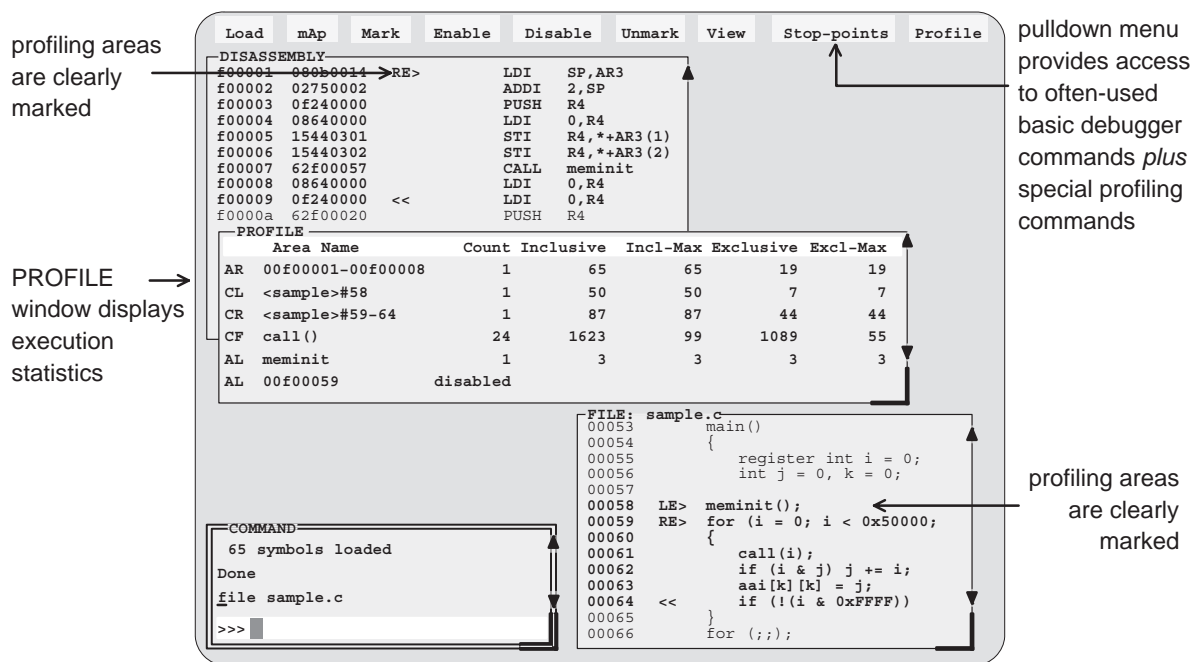 profiling areas
are clearly
marked
Load mAp Mark Enable Disable Unmark View Stop-points Profile
DISASSEMBLY
f00001 080b0014 RE> LDI SP,AR3
f00002 02750002 ADDI 2,SP
f00003 0f240000 PUSH R4
f00004 08640000 LDI 0,R4
f00005 15440301 STI R4,*+AR3(1)
f00006 15440302 STI R4,*+AR3(2)
f00007 62f00057 CALL meminit
f00008 08640000 LDI 0,R4
f00009 0f240000 << LDI 0,R4
f0000a 62f00020 PUSH R4
pulldown menu
provides access
to often-used
basic debugger
commands plus
special profiling
commands
PROFILE
window displays
execution
statistics
PROFILE
Area Name Count Inclusive Incl-Max Exclusive Excl-Max
AR 00f00001-00f00008 1 65 65 19 19
CL <sample>#58 1 50 50 7 7
CR <sample>#59-64 1 87 87 44 44
CF call() 24 1623 99 1089 55
AL meminit 1 3 3 3 3
AL 00f00059 disabled
FILE: sample.c
00053 main()
00054 {
00055 register int i = 0;
00056 int j = 0, k = 0;
00057
00058 LE> meminit();
00059 RE> for (i = 0; i < 0x50000;
00060 {
00061 call(i);
00062 if (i & j) j += i;
00063 aai[k][k] = j;
00064 << if (!(i & 0xFFFF))
00065 }
00066 for (;;);
profiling areas
are clearly
marked
COMMAND
65 symbols loaded
Done
file sample.c
>>>